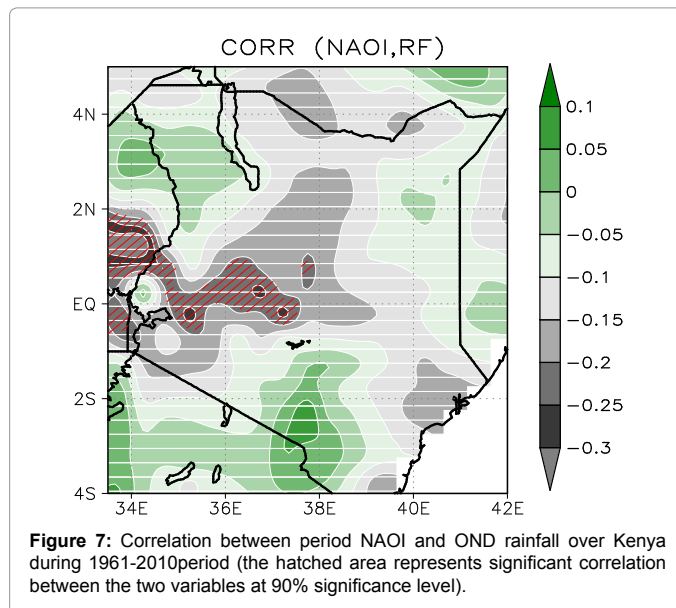 CORR (NAOI,RF)
4N
2N
EQ
2S
4S
34E 36E 38E 40E 42E
0.1
0.05
0
−0.05
−0.1
−0.15
−0.2
−0.25
−0.3
Figure 7: Correlation between period NAOI and OND rainfall over Kenya
during 1961-2010period (the hatched area represents significant correlation
between the two variables at 90% significance level).